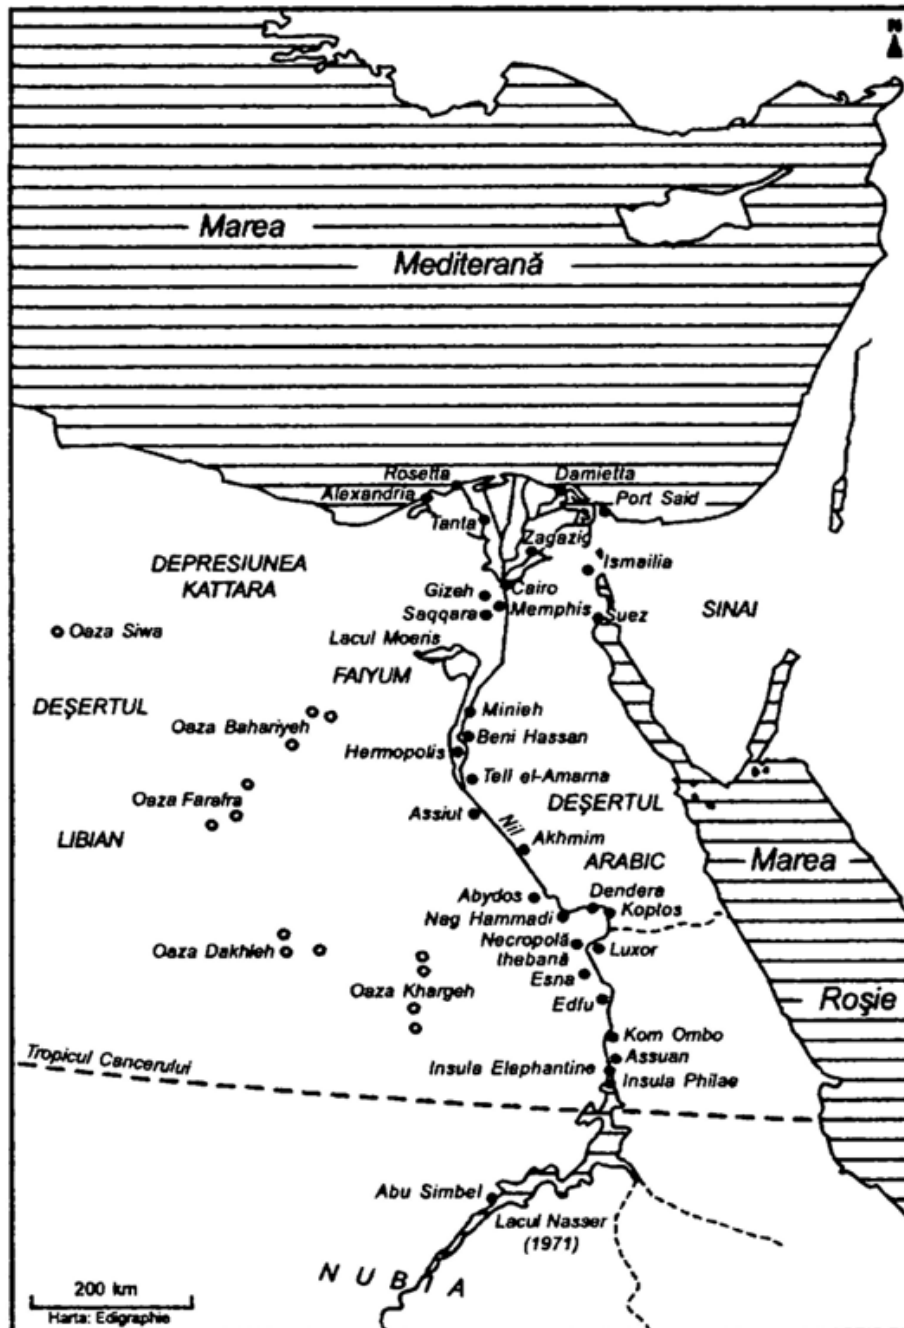 N
Marea
Mediterană
Rosetta
Damietta
Alexandria
Port Said
Tanta
Zagazig
DEPRESIUNEA
KATTARA
Ismailia
Gizeh
Cairo
Memphis
Saqqara
Suez
SINAI
Oaza Siwa
Lacul Moeris
FAIYUM
DEŞERTUL
Oaza Bahariyeh
Minieh
Beni Hassan
Hermopolis
Tell el-Amarna
Oaza Farafra
DEŞERTUL
Assiut
Nil
LIBIAN
Akhmim
ARABIC
Marea
Abydos
Dendera
Nag Hammadi
Koptos
Necropolă
thebană
Luxor
Oaza Dakhleh
Esna
Oaza Khargeh
Edfu
Roşie
Kom Ombo
Tropicul Cancerului
Assuan
Insula Elephantine
Insula Philae
Abu Simbel
Lacul Nasser
(1971)
NUBIA
200 km
Harta: Edigraphie